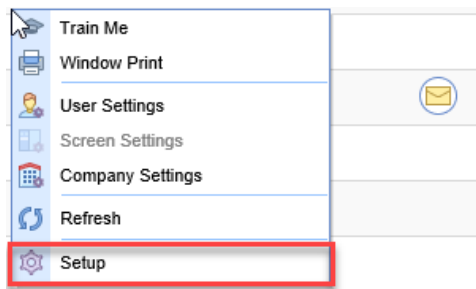 Train Me
Window Print
User Settings
Screen Settings
Company Settings
Refresh
Setup